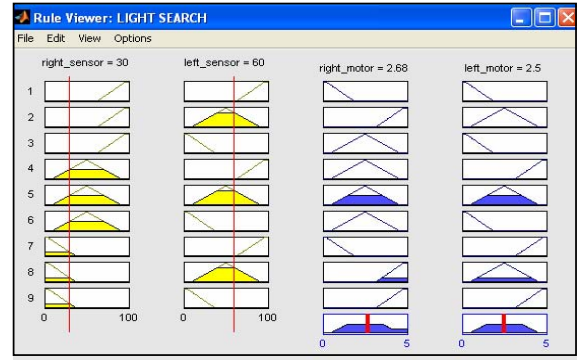 Rule Viewer: LIGHT SEARCH
File Edit View Options
right_sensor = 30 left_sensor = 60 right_motor = 2.68 left_motor = 2.5
1
2
3
4
5
6
7
8
9
0 100 0 100
0 5 0 5